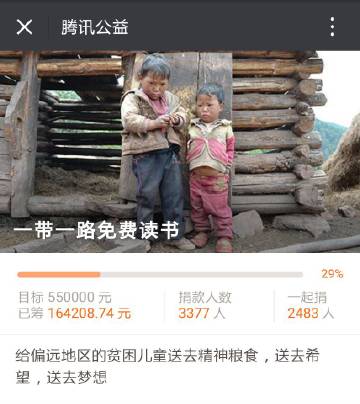 腾讯公益
一带一路免费读书
29%
目标 550000 元 捐款人数 一起捐
已筹 164208.74 元 3377 人 2483 人
给偏远地区的贫困儿童送去精神粮食，送去希
望，送去梦想